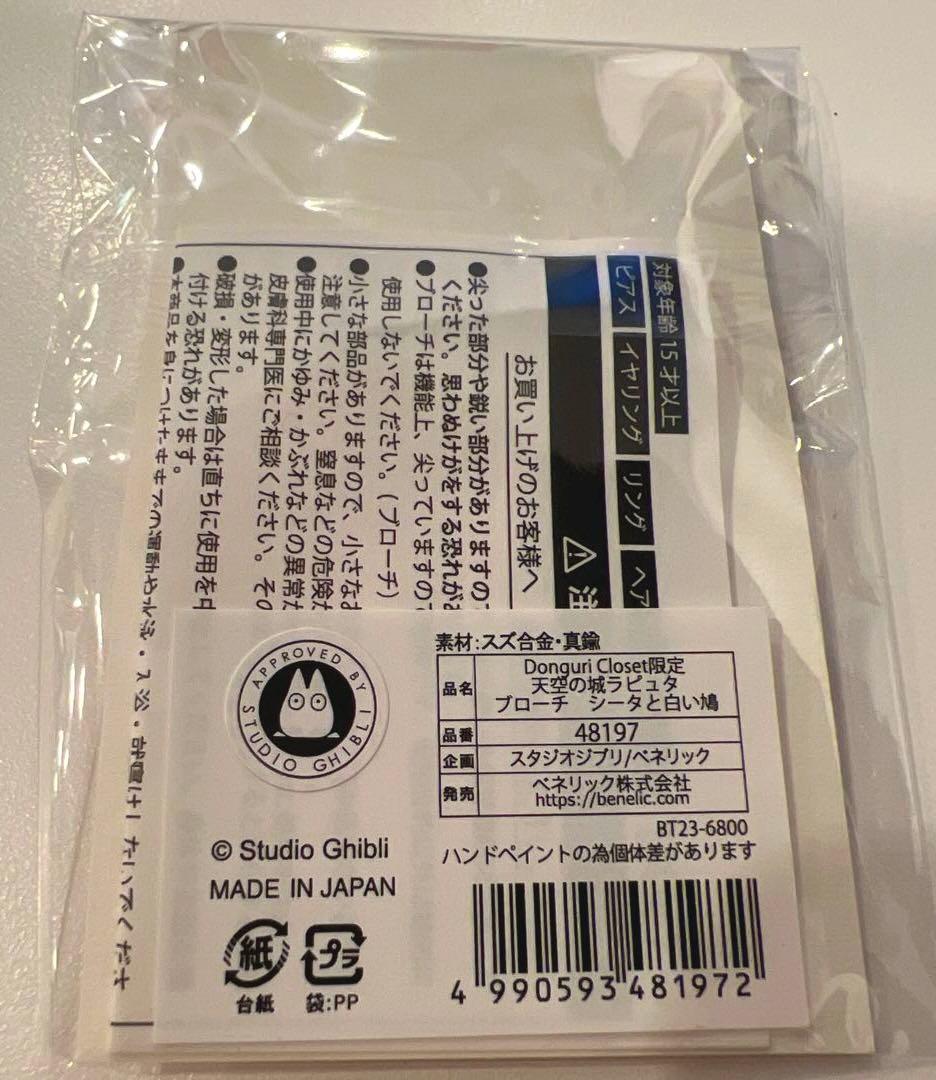 対象年齢 15 才以上
ピアス イヤリング リング ヘア
⚠ 注
お買い上げのお客様へ
●尖った部分や鋭い部分がありますので
ください。思わぬけがをする恐れがあ
●ブローチは機能上、尖っていますので
使用しないでください。(ブローチ)
●小さな部品がありますので、小さなお
注意してください。窒息などの危険が
●使用中にかゆみ・かぶれなどの異常が
皮膚科専門医にご相談ください。その
があります。
●破損・変形した場合は直ちに使用を中
付ける恐れがあります。
APPROVED BY
STUDIO GHIBLI
© Studio Ghibli
MADE IN JAPAN
紙 プラ
台紙 袋:PP
素材:スズ合金・真鍮
品名 Donguri Closet限定
天空の城ラピュタ
ブローチ シータと白い鳩
品番 48197
企画 スタジオジブリ/ベネリック
発売 ベネリック株式会社
https://benelic.com
BT23-6800
ハンドペイントの為個体差があります
4 990593 481972